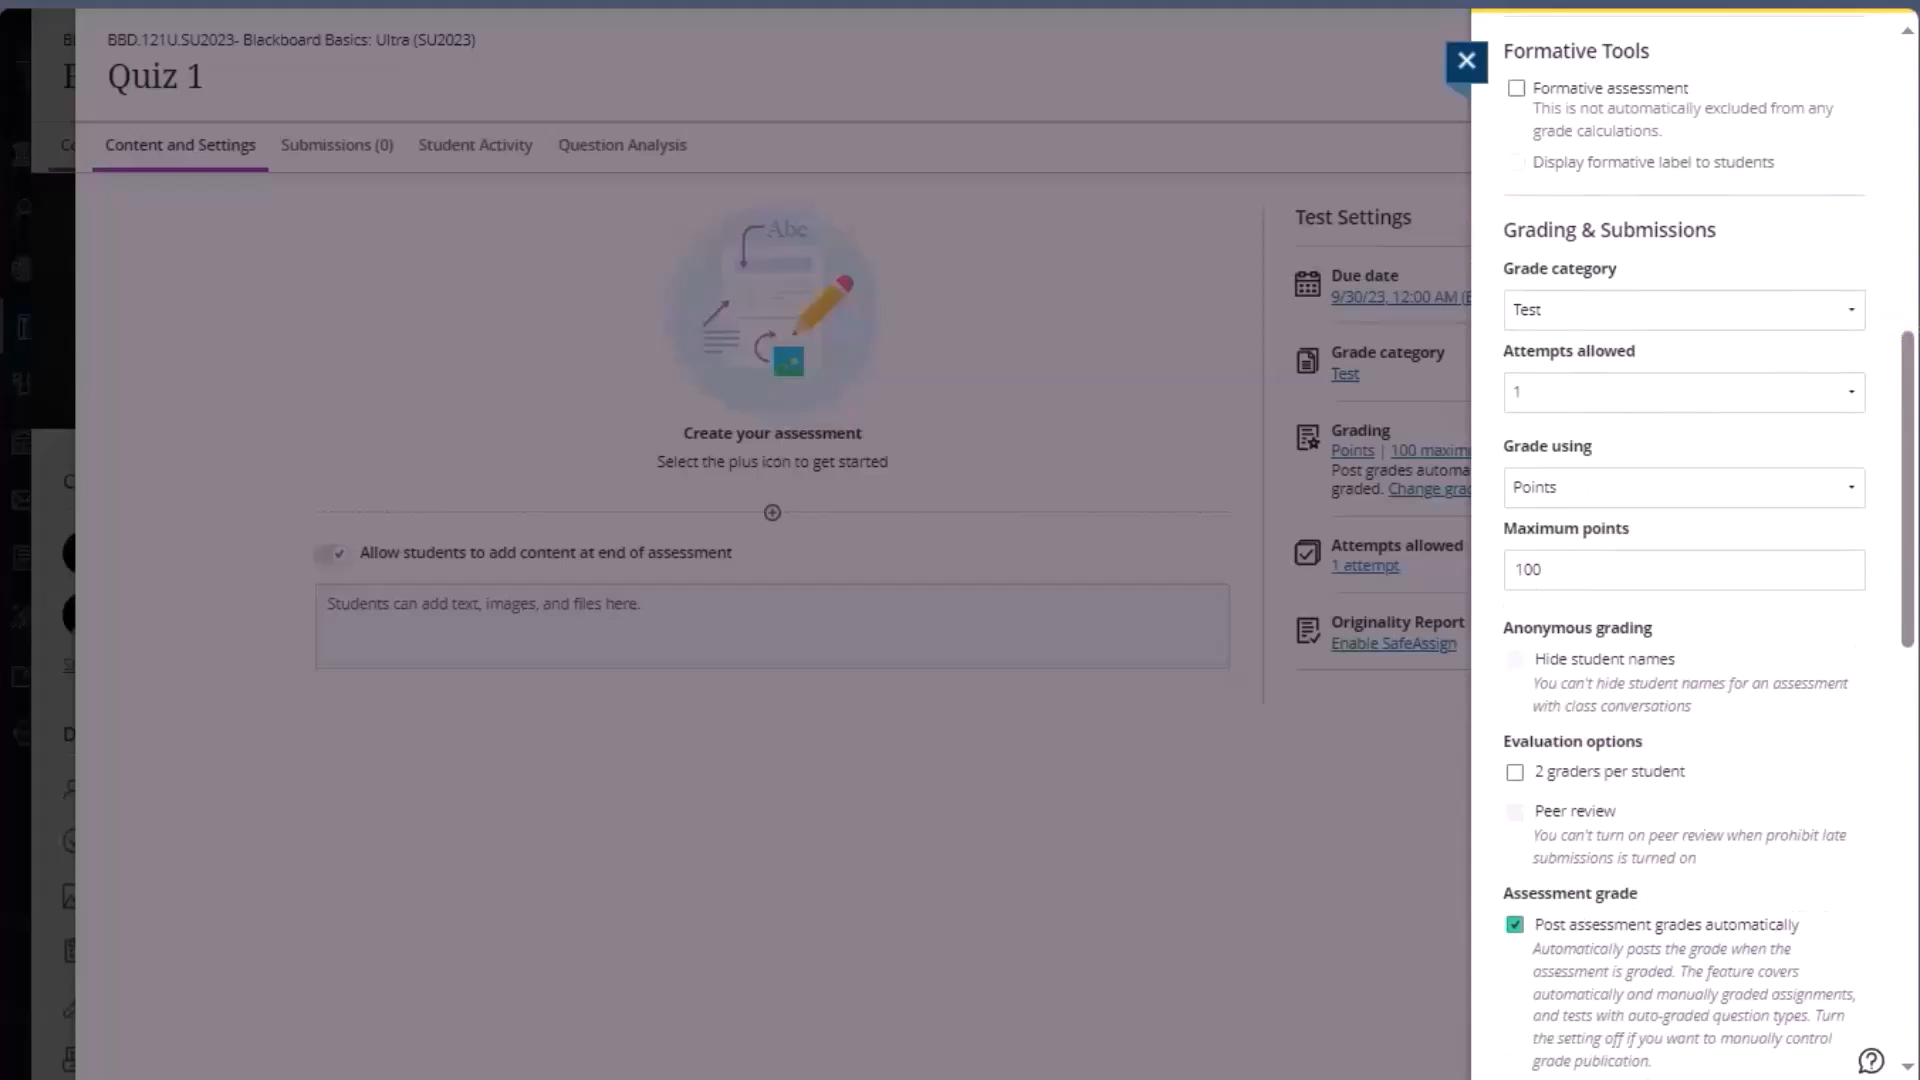 BBD.121U.SU2023- Blackboard Basics: Ultra (SU2023)
Quiz 1
Content and Settings
Submissions (0)
Student Activity
Question Analysis
Abc
Create your assessment
Select the plus icon to get started
Allow students to add content at end of assessment
Students can add text, images, and files here.
Test Settings
Due date
9/30/23, 12:00 AM (E
Grade category
Test
Grading
Points | 100 maxim
Post grades automa
graded. Change grad
Attempts allowed
1 attempt
Originality Report
Enable SafeAssign
Formative Tools
Formative assessment
This is not automatically excluded from any
grade calculations.
Display formative label to students
Grading & Submissions
Grade category
Test
Attempts allowed
1
Grade using
Points
Maximum points
100
Anonymous grading
Hide student names
You can't hide student names for an assessment
with class conversations
Evaluation options
2 graders per student
Peer review
You can't turn on peer review when prohibit late
submissions is turned on
Assessment grade
Post assessment grades automatically
Automatically posts the grade when the
assessment is graded. The feature covers
automatically and manually graded assignments,
and tests with auto-graded question types. Turn
the setting off if you want to manually control
grade publication.